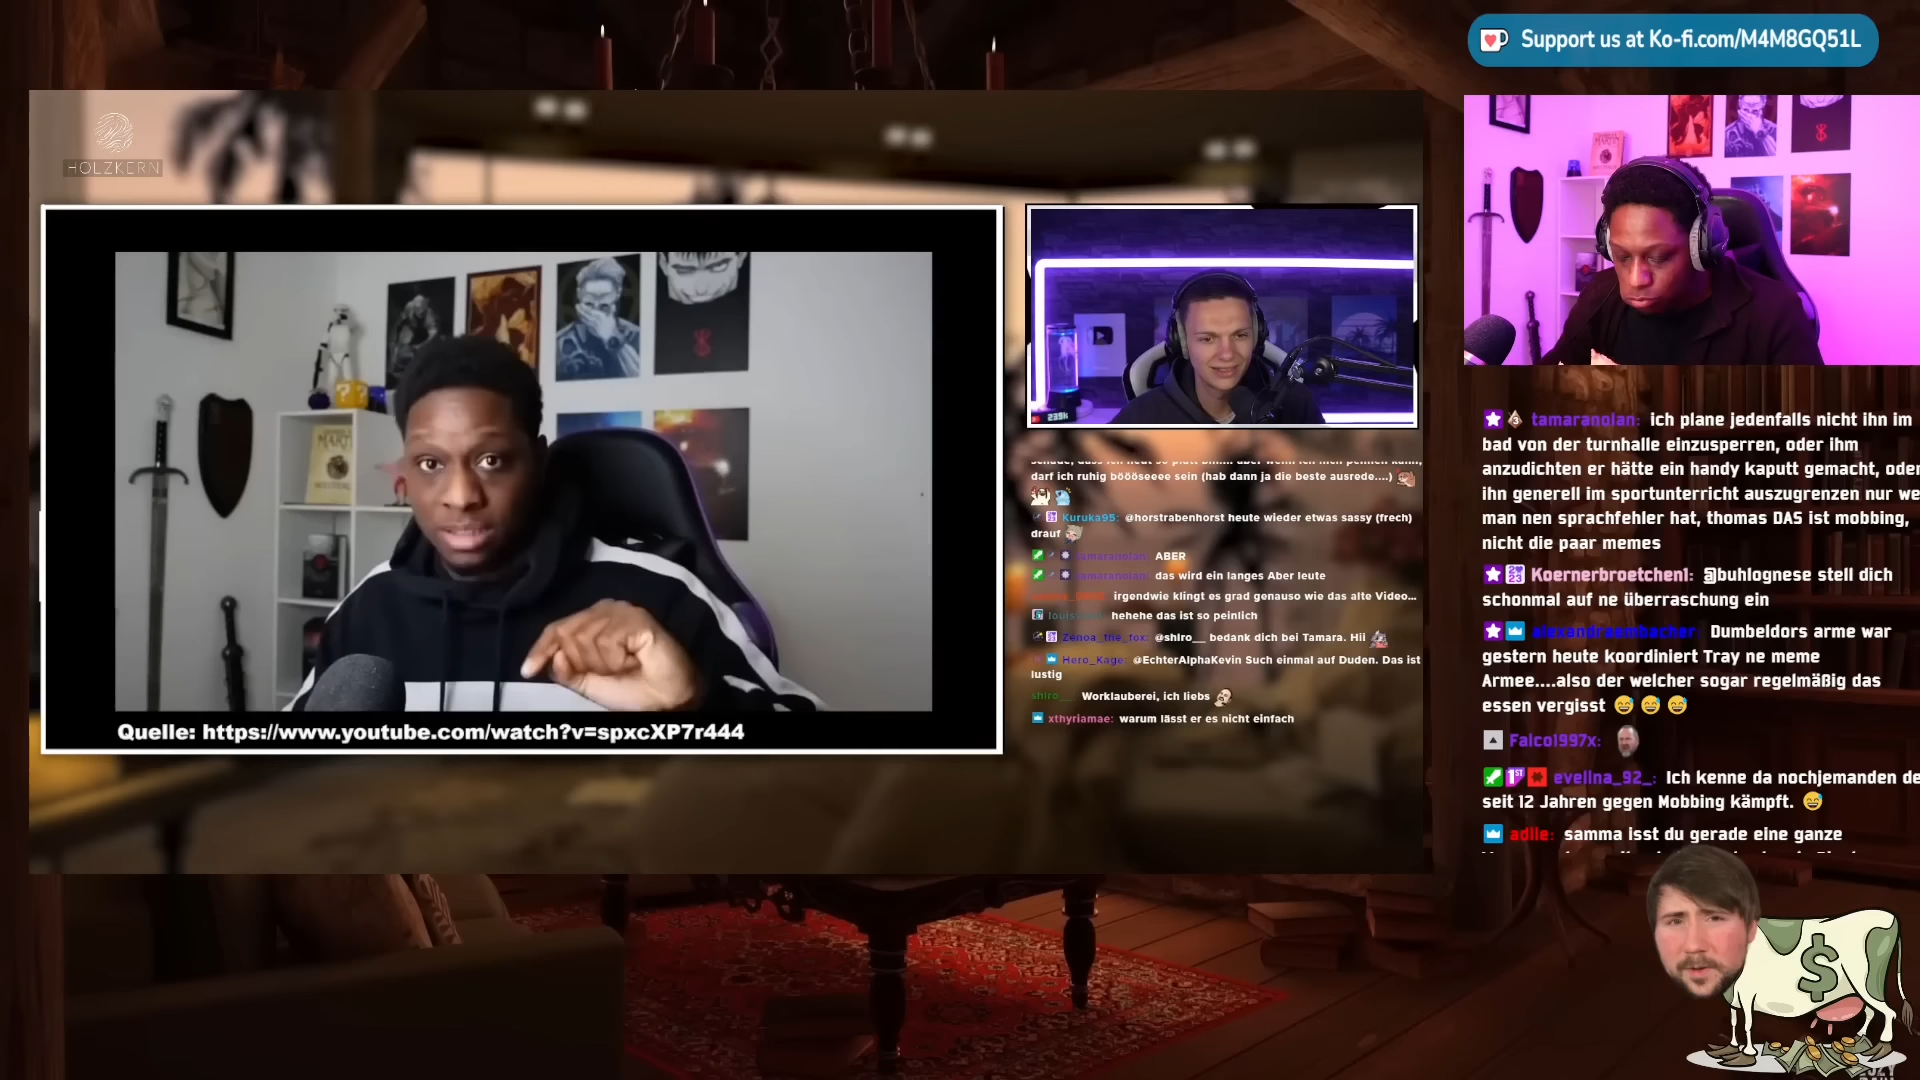 Support us at Ko-fi.com/M4M8GQ51L
HOLZKERN
MARTIN
Quelle: https://www.youtube.com/watch?v=spxcXP7r444
239k
darf ich ruhig böööseeee sein (hab dann ja die beste ausrede....)
Kuruka95: @horstrabenhorst heute wieder etwas sassy (frech)
drauf
tamaranolan: ABER
tamaranolan: das wird ein langes Aber leute
irgendwie klingt es grad genauso wie das alte Video...
hehehe das ist so peinlich
Zenoa_the_fox: @shiro__ bedank dich bei Tamara. Hii
Hero_Kage: @EchterAlphaKevin Such einmal auf Duden. Das ist
lustig
shiro__: Worklauberei, ich liebs
xthyriamae: warum lässt er es nicht einfach
tamaranolan: ich plane jedenfalls nicht ihn im
bad von der turnhalle einzusperren, oder ihm
anzudichten er hätte ein handy kaputt gemacht, oder
ihn generell im sportunterricht auszugrenzen nur we
man nen sprachfehler hat, thomas DAS ist mobbing,
nicht die paar memes
Koernerbroetchen1: @buhlognese stell dich
schonmal auf ne überraschung ein
alexandraambacher: Dumbeldors arme war
gestern heute koordiniert Tray ne meme
Armee....also der welcher sogar regelmäßig das
essen vergisst 😅 😅 😅
Falco1997x:
evelina_92_: Ich kenne da nochjemanden de
seit 12 Jahren gegen Mobbing kämpft. 😅
adlle: samma isst du gerade eine ganze
$